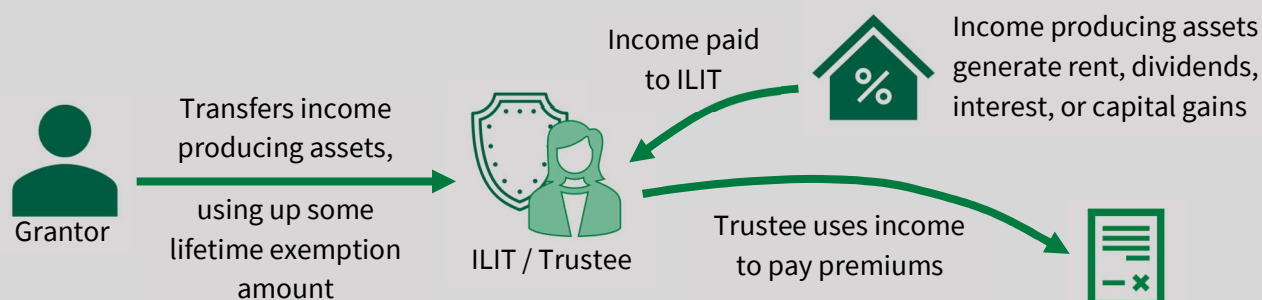 Transfers income
producing assets,
using up some
lifetime exemption
amount
Grantor
ILIT / Trustee
Income paid
to ILIT
%
Income producing assets
generate rent, dividends,
interest, or capital gains
Trustee uses income
to pay premiums